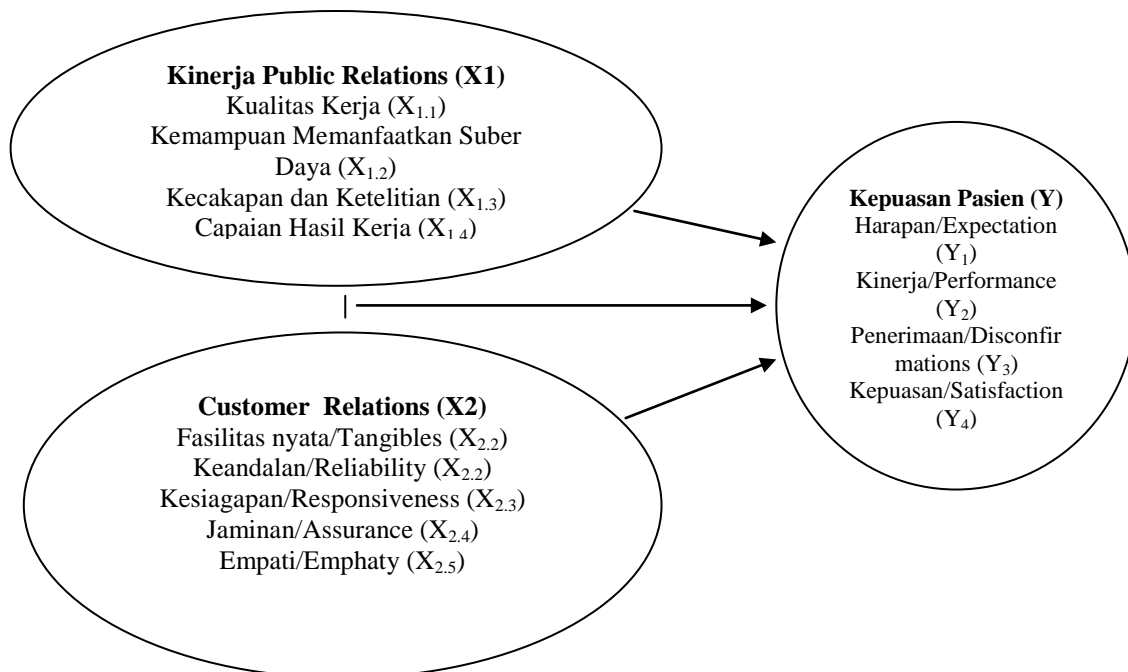 Kinerja Public Relations (X1)
Kualitas Kerja (X1.1)
Kemampuan Memanfaatkan Suber
Daya (X1.2)
Kecakapan dan Ketelitian (X1.3)
Capaian Hasil Kerja (X1.4)
Kepuasan Pasien (Y)
Harapan/Expectation
(Y1)
Kinerja/Performance
(Y2)
Penerimaan/Disconfir
mations (Y3)
Kepuasan/Satisfaction
(Y4)
Customer Relations (X2)
Fasilitas nyata/Tangibles (X2.2)
Keandalan/Reliability (X2.2)
Kesiagapan/Responsiveness (X2.3)
Jaminan/Assurance (X2.4)
Empati/Emphaty (X2.5)